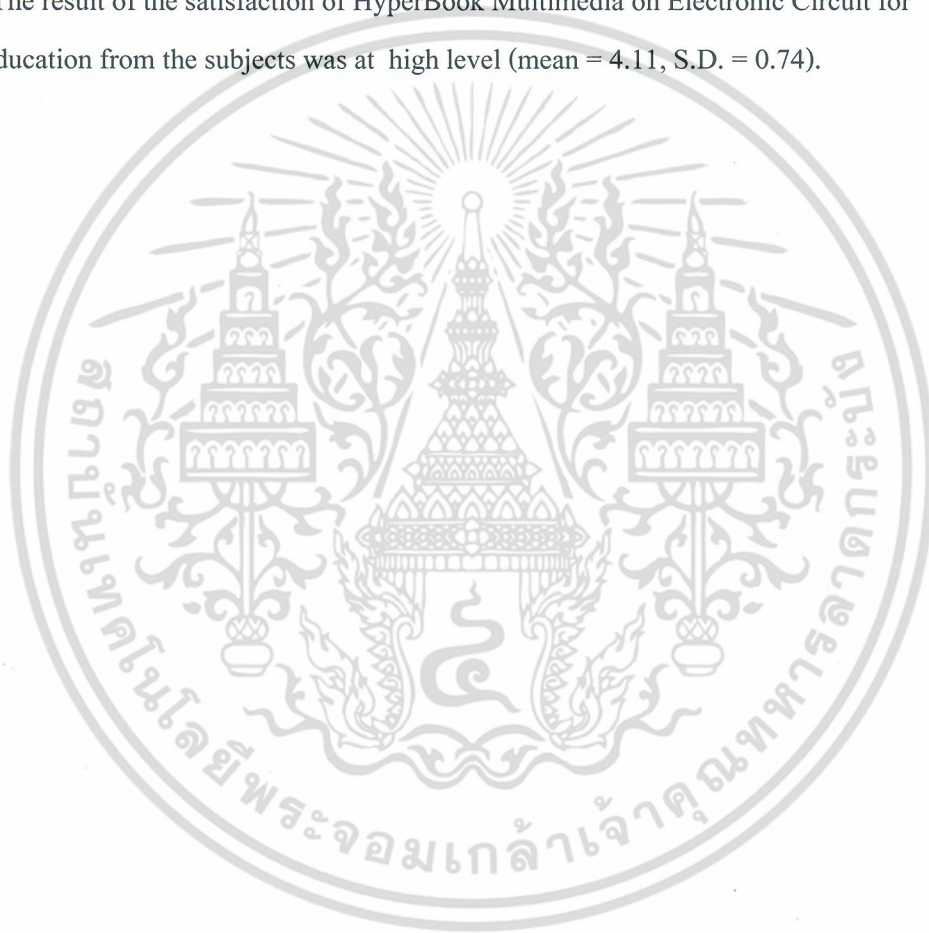 The result of the satisfaction of HyperBook Multimedia on Electronic Circuit for
ducation from the subjects was at high level (mean = 4.11, S.D. = 0.74).
สถาบันเทคโนโลยีพระจอมเกล้าเจ้าคุณทหารลาดกระบัง
๔